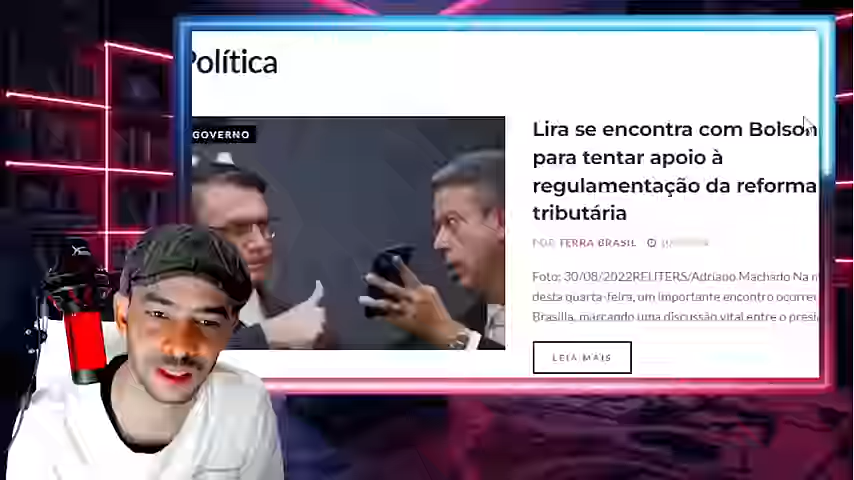 Política
GOVERNO
Lira se encontra com Bolson
para tentar apoio à
regulamentação da reforma
tributária
POR TERRA BRASIL
Foto: 30/08/2022REUTERS/Adriano Machado Na
desta quarta-feira, um importante encontro ocorreu
Brasília, marcando uma discussão vital entre o presi
LEIA MAIS